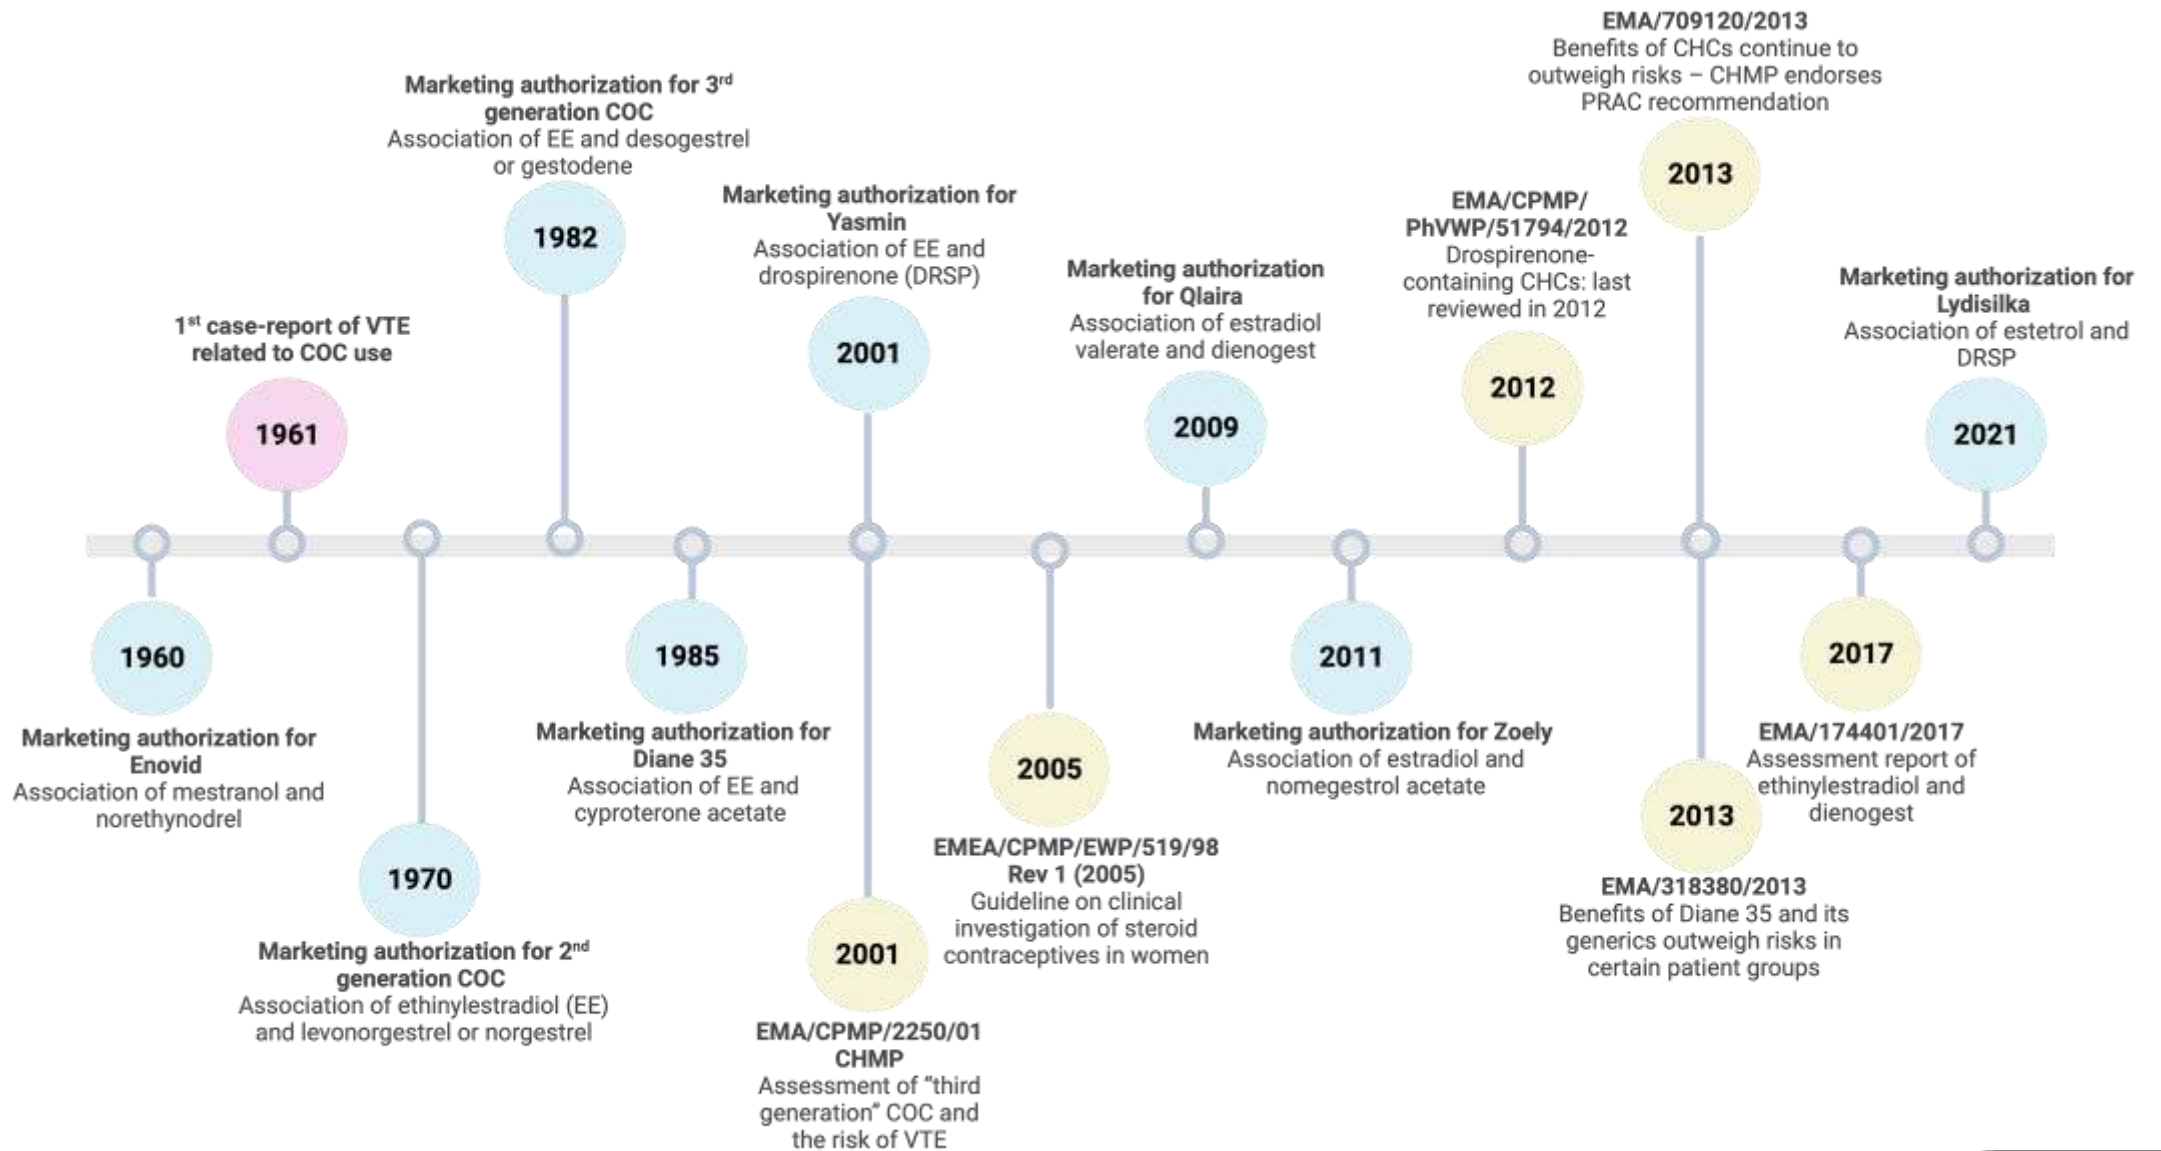 1960
Marketing authorization for
Enovid
Association of mestranol and
norethynodrel
1st case-report of VTE
related to COC use
1961
1970
Marketing authorization for 2nd
generation COC
Association of ethinylestradiol (EE)
and levonorgestrel or norgestrel
Marketing authorization for 3rd
generation COC
Association of EE and desogestrel
or gestodene
1982
1985
Marketing authorization for
Diane 35
Association of EE and
cyproterone acetate
Marketing authorization for
Yasmin
Association of EE and
drospirenone (DRSP)
2001
2001
EMA/CPMP/2250/01
CHMP
Assessment of “third
generation” COC and
the risk of VTE
2005
EMEA/CPMP/EWP/519/98
Rev 1 (2005)
Guideline on clinical
investigation of steroid
contraceptives in women
Marketing authorization
for Qlaira
Association of estradiol
valerate and dienogest
2009
2011
Marketing authorization for Zoely
Association of estradiol and
nomegestrol acetate
EMA/CPMP/
PhVWP/51794/2012
Drospirenone-
containing CHCs: last
reviewed in 2012
2012
EMA/709120/2013
Benefits of CHCs continue to
outweigh risks – CHMP endorses
PRAC recommendation
2013
2013
EMA/318380/2013
Benefits of Diane 35 and its
generics outweigh risks in
certain patient groups
2017
EMA/174401/2017
Assessment report of
ethinylestradiol and
dienogest
Marketing authorization for
Lydisilka
Association of estetrol and
DRSP
2021